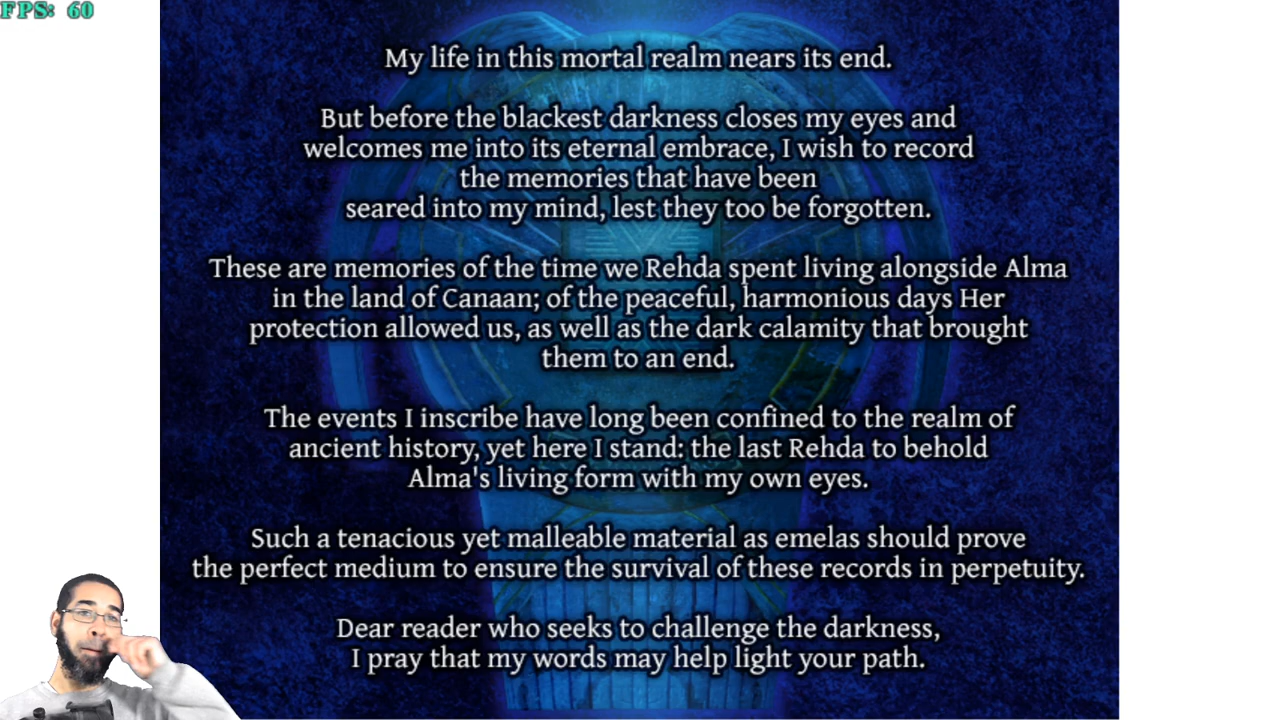 FPS: 60
My life in this mortal realm nears its end.
But before the blackest darkness closes my eyes and
welcomes me into its eternal embrace, I wish to record
the memories that have been
seared into my mind, lest they too be forgotten.
These are memories of the time we Rehda spent living alongside Alma
in the land of Canaan; of the peaceful, harmonious days Her
protection allowed us, as well as the dark calamity that brought
them to an end.
The events I inscribe have long been confined to the realm of
ancient history, yet here I stand: the last Rehda to behold
Alma's living form with my own eyes.
Such a tenacious yet malleable material as emelas should prove
the perfect medium to ensure the survival of these records in perpetuity.
Dear reader who seeks to challenge the darkness,
I pray that my words may help light your path.